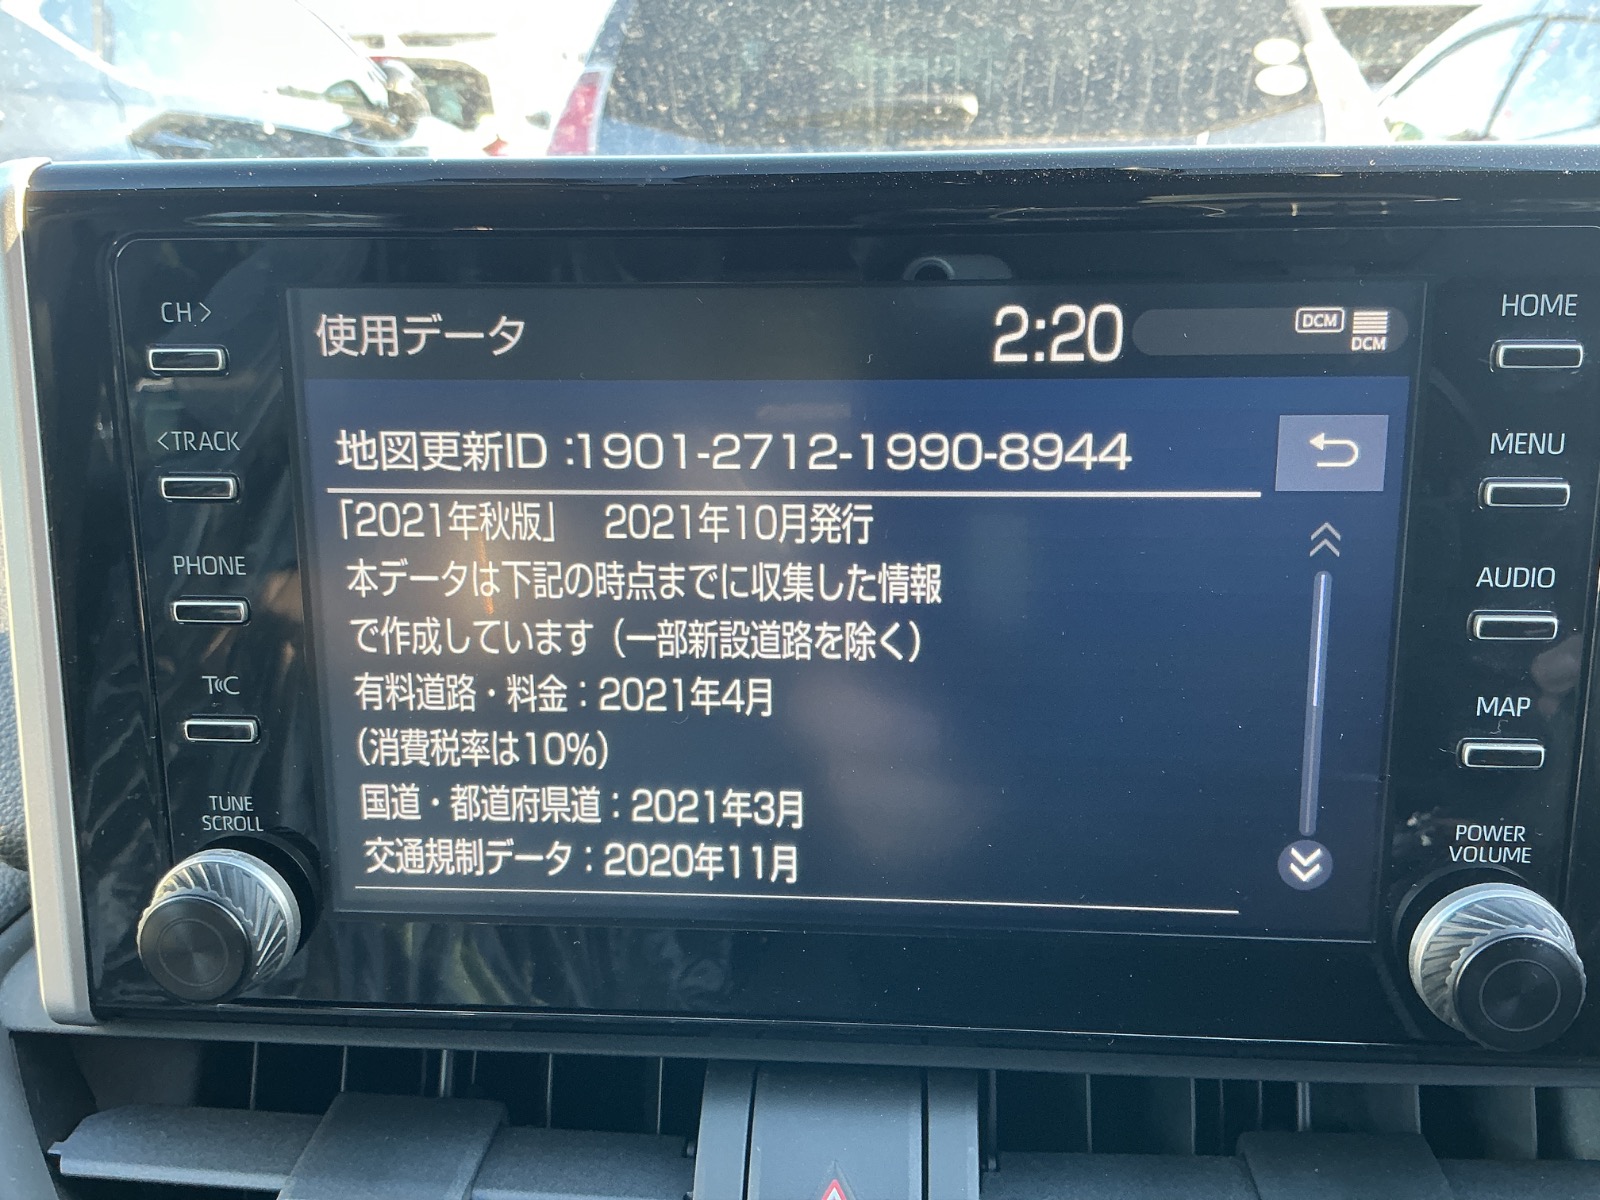 CH>
<TRACK
PHONE
T«C
TUNE
SCROLL
使用データ
2:20
DCM
DCM
地図更新ID:1901-2712-1990-8944
「2021年秋版」 2021年10月発行
本データは下記の時点までに収集した情報
で作成しています（一部新設道路を除く）
有料道路・料金：2021年4月
（消費税率は10%）
国道・都道府県道：2021年3月
交通規制データ：2020年11月
HOME
MENU
AUDIO
MAP
POWER
VOLUME